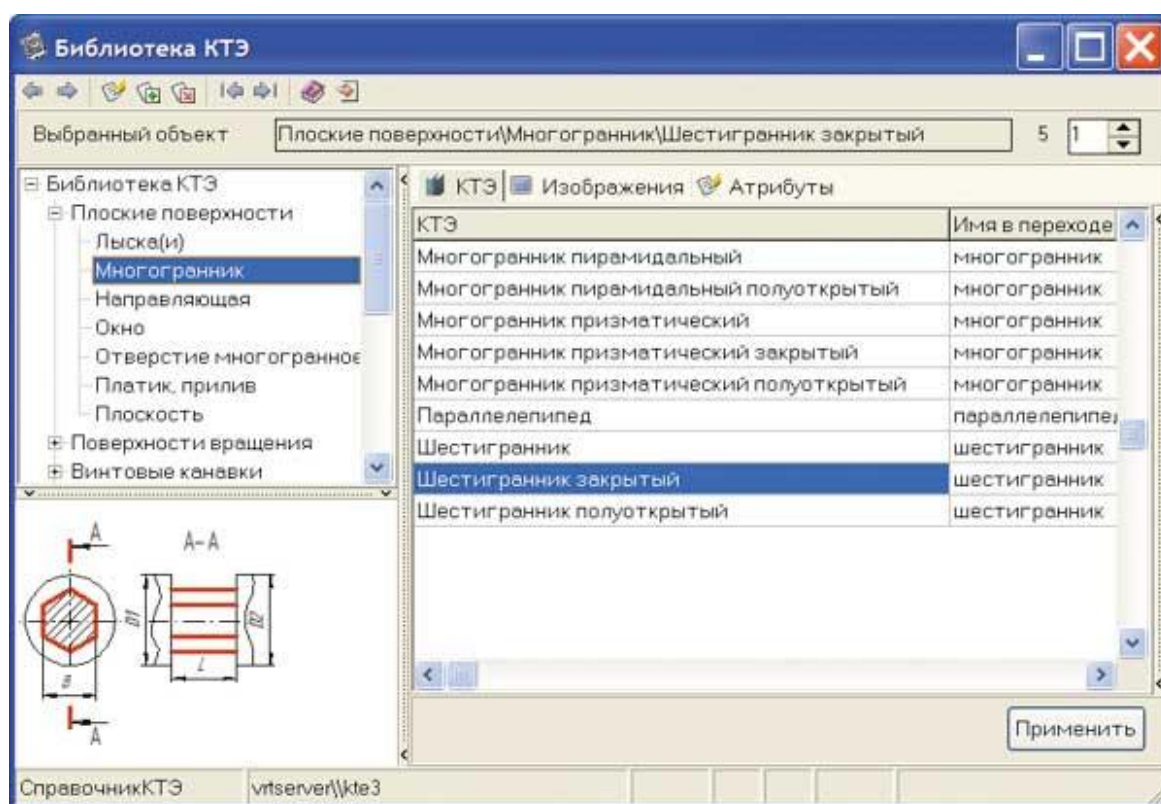 Библиотека КТЭ
Выбранный объект Плоские поверхности\Многогранник\Шестигранник закрытый 5 1
Библиотека КТЭ
Плоские поверхности
Лыска(и)
Многогранник
Направляющая
Окно
Отверстие многогранное
Платик, прилив
Плоскость
Поверхности вращения
Винтовые канавки
КТЭ Изображения Атрибуты
КТЭ Имя в переходе
Многогранник пирамидальный многогранник
Многогранник пирамидальный полуоткрытый многогранник
Многогранник призматический многогранник
Многогранник призматический закрытый многогранник
Многогранник призматический полуоткрытый многогранник
Параллелепипед параллелепипед
Шестигранник шестигранник
Шестигранник закрытый шестигранник
Шестигранник полуоткрытый шестигранник
A
A-A
D1
D2
L
a
A
Применить
СправочникКТЭ vrtserver\\kte3